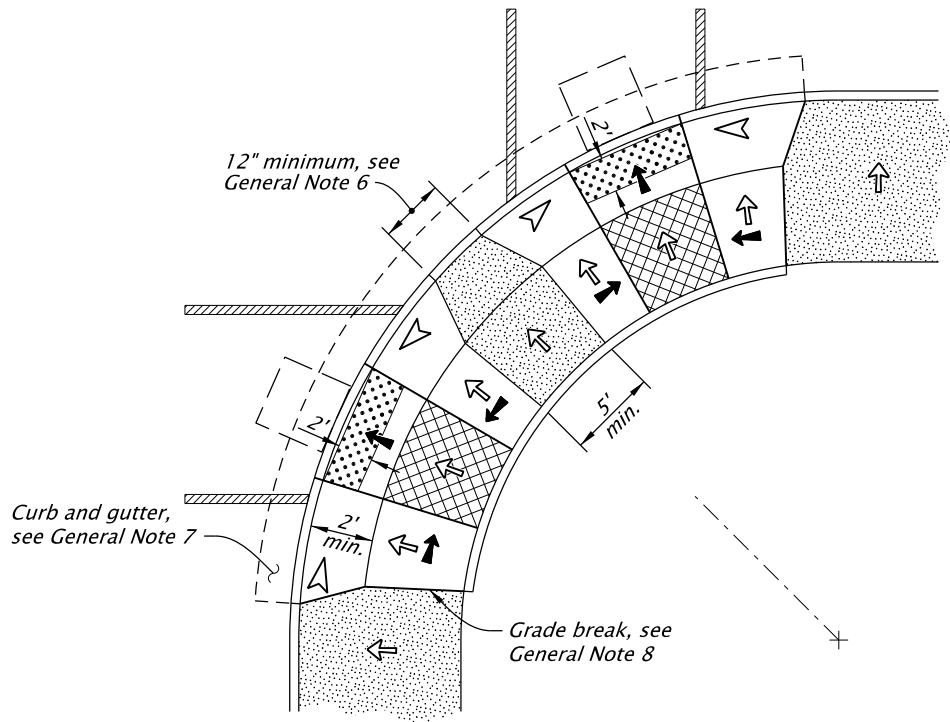 2'
12" minimum, see
General Note 6
5'
min.
2'
Curb and gutter,
see General Note 7
2'
min.
Grade break, see
General Note 8